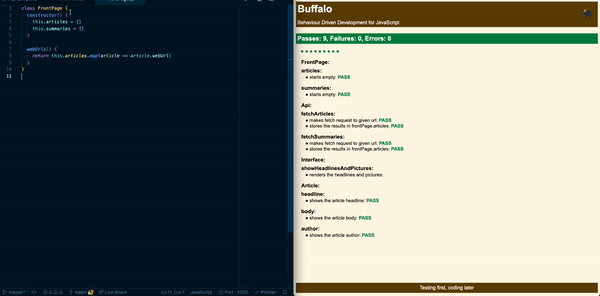 1 class FrontPage {
2 constructor() {
3 this.articles = []
4 this.summaries = []
5 }
6
7 webUrls() {
8 return this.articles.map(article => article.webUrl)
9 }
10 }
11
master*
0 0
Adam
Live Share
Ln 11, Col 1
JavaScript
Port : 5000
Prettier
Buffalo
Behaviour Driven Development for JavaScript
Passes: 9, Failures: 0, Errors: 0
FrontPage:
articles:
• starts empty: PASS
summaries:
• starts empty: PASS
Api:
fetchArticles:
• makes fetch request to given url: PASS
• stores the results in frontPage.articles: PASS
fetchSummaries:
• makes fetch request to given url: PASS
• stores the results in frontPage.articles: PASS
Interface:
showHeadlinesAndPictures:
• renders the headlines and pictures:
Article:
headline:
• shows the article headline: PASS
body:
• shows the article body: PASS
author:
• shows the article author: PASS
Testing first, coding later